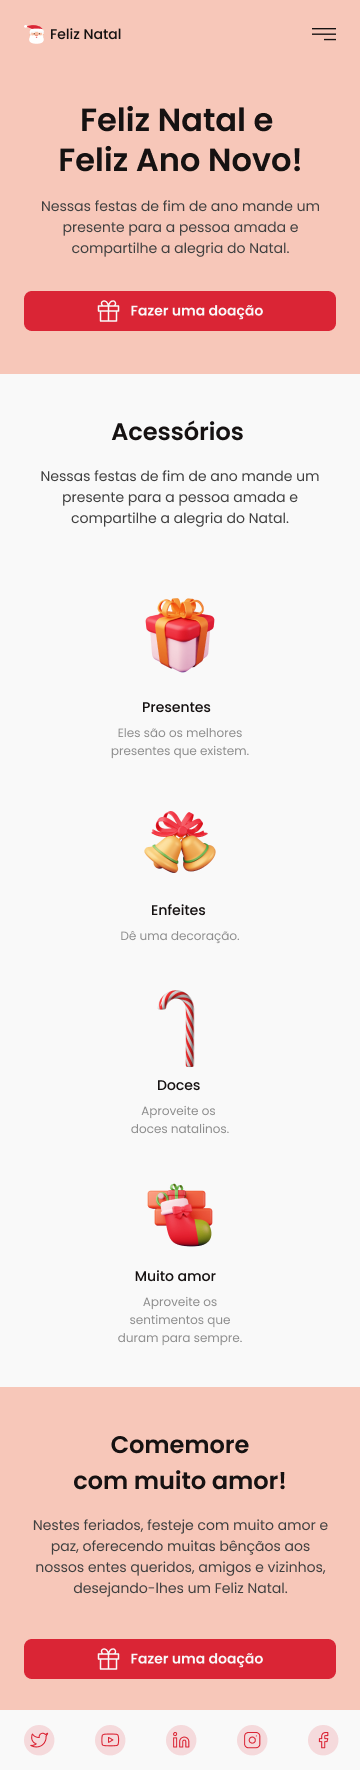 Feliz Natal
Feliz Natal e
Feliz Ano Novo!
Nessas festas de fim de ano mande um
presente para a pessoa amada e
compartilhe a alegria do Natal.
Fazer uma doação
Acessórios
Nessas festas de fim de ano mande um
presente para a pessoa amada e
compartilhe a alegria do Natal.
Presentes
Eles são os melhores
presentes que existem.
Enfeites
Dê uma decoração.
Doces
Aproveite os
doces natalinos.
Muito amor
Aproveite os
sentimentos que
duram para sempre.
Comemore
com muito amor!
Nestes feriados, festeje com muito amor e
paz, oferecendo muitas bênçãos aos
nossos entes queridos, amigos e vizinhos,
desejando-lhes um Feliz Natal.
Fazer uma doação